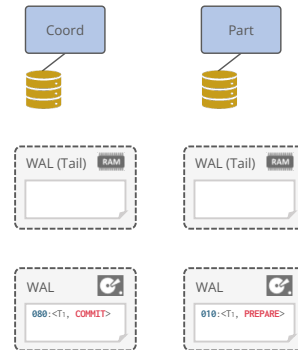 Coord Part
WAL (Tail) RAM WAL (Tail) RAM
WAL WAL
080:<T1, COMMIT> 010:<T1, PREPARE>